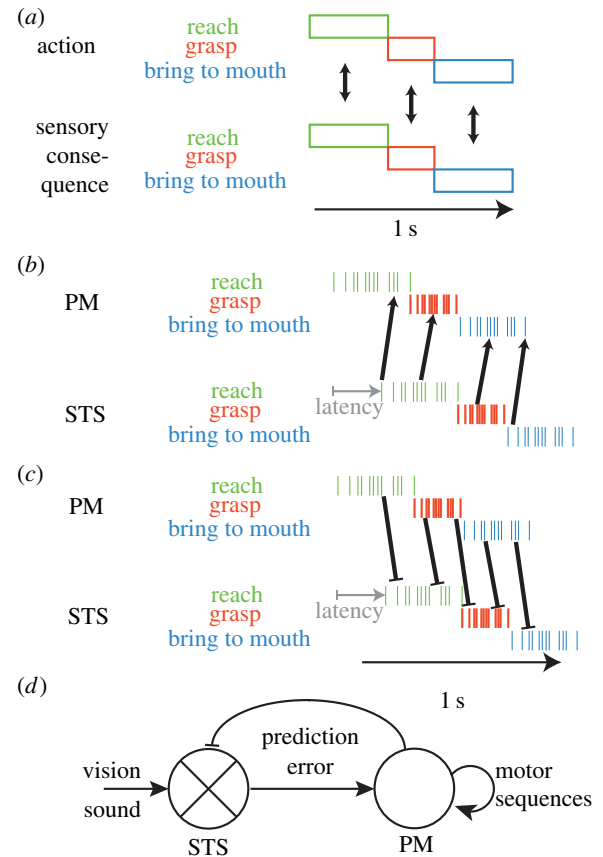 (a)
action
reach
grasp
bring to mouth
sensory
conse-
quence
reach
grasp
bring to mouth
1 s
(b)
PM
reach
grasp
bring to mouth
STS
reach
grasp
bring to mouth
latency
(c)
PM
reach
grasp
bring to mouth
STS
reach
grasp
bring to mouth
latency
1 s
(d)
vision
sound
prediction
error
motor
sequences
STS
PM